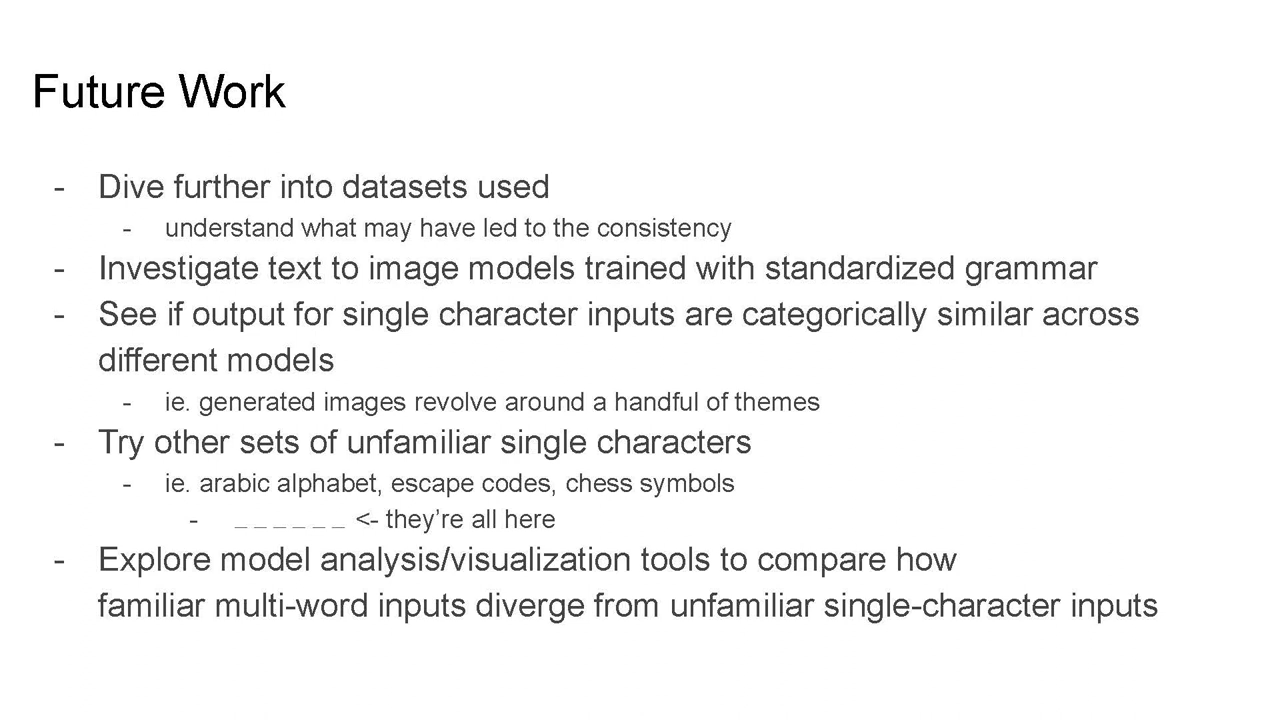 Future Work
- Dive further into datasets used
- understand what may have led to the consistency
- Investigate text to image models trained with standardized grammar
- See if output for single character inputs are categorically similar across
different models
- ie. generated images revolve around a handful of themes
- Try other sets of unfamiliar single characters
- ie. arabic alphabet, escape codes, chess symbols
- _ _ _ _ _ _ <- they’re all here
- Explore model analysis/visualization tools to compare how
familiar multi-word inputs diverge from unfamiliar single-character inputs